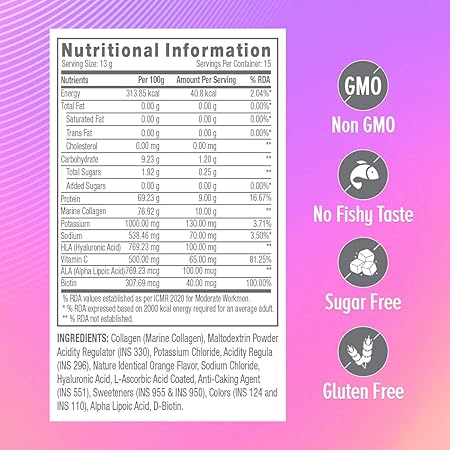 Nutritional Information
Serving Size: 13 g Servings Per Container: 15
Nutrients Per 100g Amount Per Serving % RDA
Energy 313.85 kcal 40.8 kcal 2.04%*
Total Fat 0.00 g 0.00 g 0.00%*
Saturated Fat 0.00 g 0.00 g 0.00%*
Trans Fat 0.00 g 0.00 g 0.00%*
Cholesterol 0.00 mg 0.00 mg **
Carbohydrate 9.23 g 1.20 g **
Total Sugars 1.92 g 0.25 g **
Added Sugars 0.00 g 0.00 g 0.00%*
Protein 69.23 g 9.00 g 16.67%
Marine Collagen 76.92 g 10.00 g **
Potassium 1000.00 mg 130.00 mg 3.71%
Sodium 538.46 mg 70.00 mg 3.50%*
HLA (Hyaluronic Acid) 769.23 mg 100.00 mg **
Vitamin C 500.00 mg 65.00 mg 81.25%
ALA (Alpha Lipoic Acid) 769.23 mcg 100.00 mcg **
Biotin 307.69 mcg 40.00 mcg 100.00%
% RDA values established as per ICMR 2020 for Moderate Workmen.
* % RDA expressed based on 2000 kcal energy required for an average adult.
** % RDA not established.
INGREDIENTS: Collagen (Marine Collagen), Maltodextrin Powder
Acidity Regulator (INS 330), Potassium Chloride, Acidity Regula
(INS 296), Nature Identical Orange Flavor, Sodium Chloride,
Hyaluronic Acid, L-Ascorbic Acid Coated, Anti-Caking Agent
(INS 551), Sweeteners (INS 955 & INS 950), Colors (INS 124 and
INS 110), Alpha Lipoic Acid, D-Biotin.
GMO
Non GMO
No Fishy Taste
Sugar Free
Gluten Free